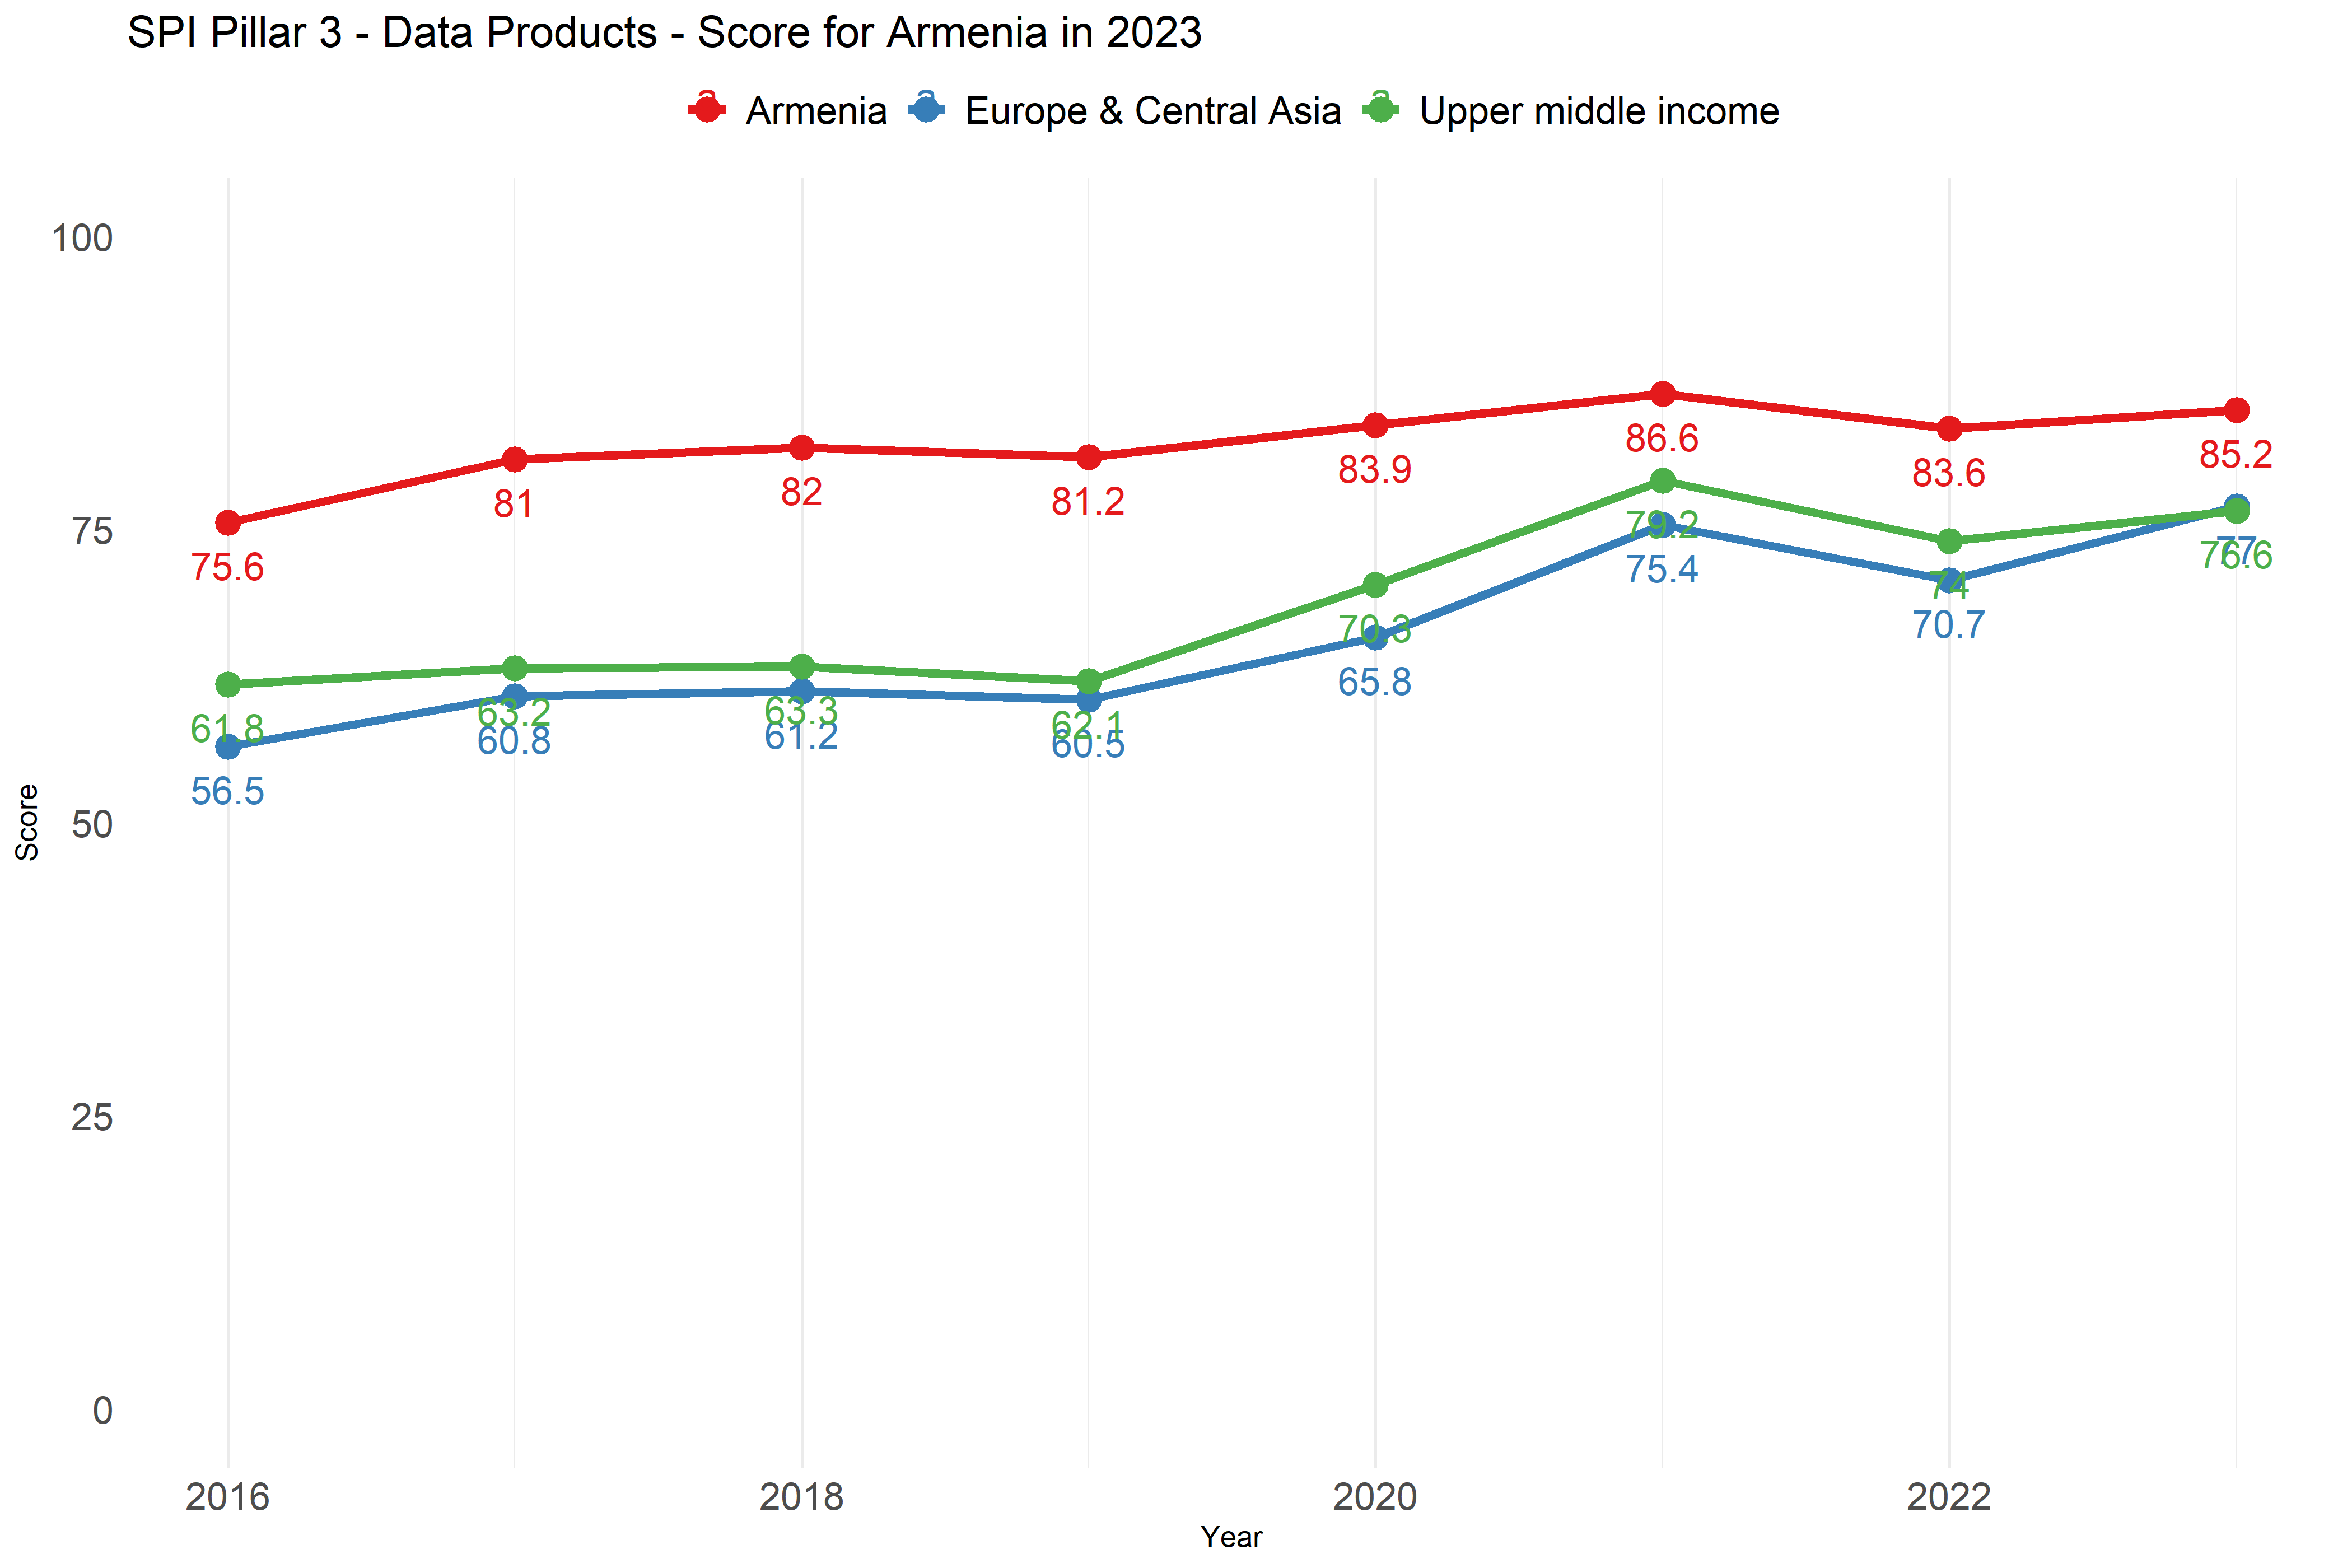 SPI Pillar 3 - Data Products - Score for Armenia in 2023
a Armenia a Europe & Central Asia a Upper middle income
100
75
50
25
0
Score
75.6 81 82 81.2 83.9 86.6 83.6 85.2
61.8 63.2 63.3 62.1 70.3 79.2 74 76.6
56.5 60.8 61.2 60.5 65.8 75.4 70.7 77
2016 2018 2020 2022
Year